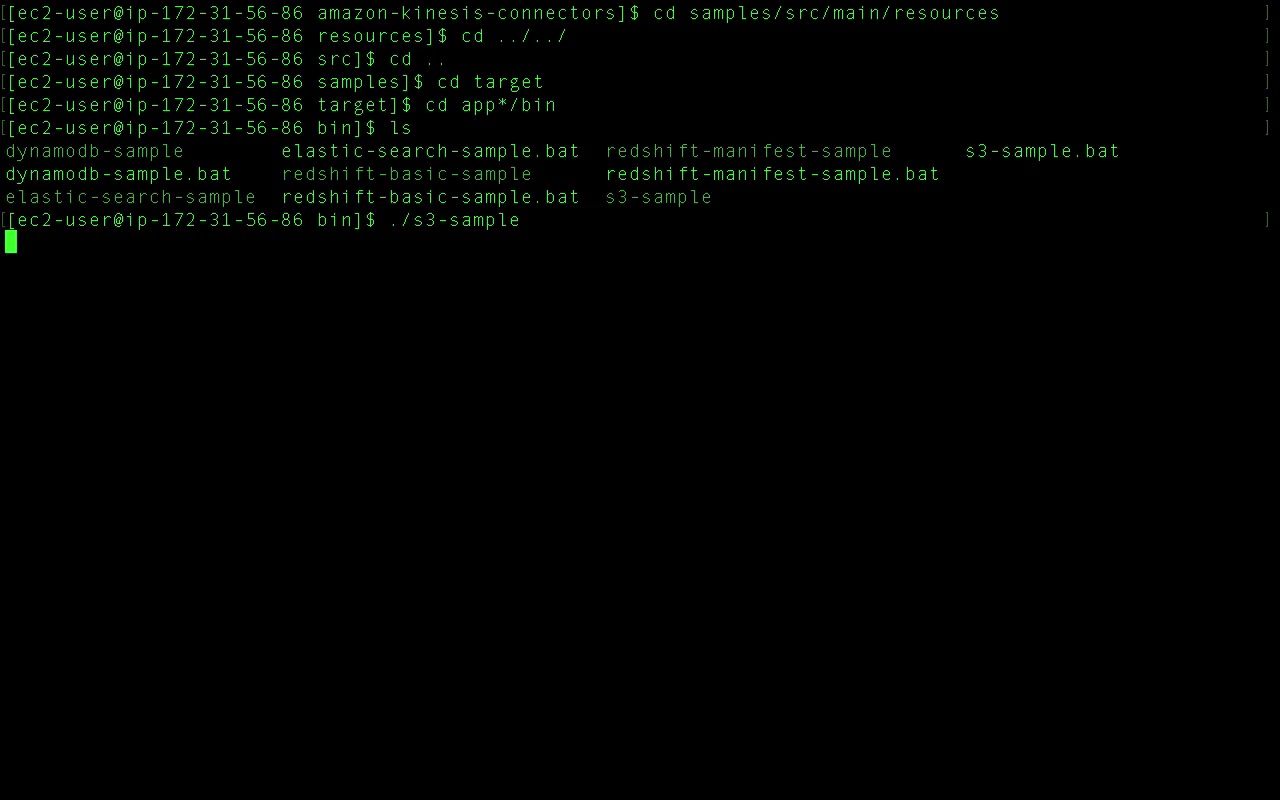 [[ec2-user@ip-172-31-56-86 amazon-kinesis-connectors]$ cd samples/src/main/resources ]
[[ec2-user@ip-172-31-56-86 resources]$ cd ../../ ]
[[ec2-user@ip-172-31-56-86 src]$ cd .. ]
[[ec2-user@ip-172-31-56-86 samples]$ cd target ]
[[ec2-user@ip-172-31-56-86 target]$ cd app*/bin ]
[[ec2-user@ip-172-31-56-86 bin]$ ls ]
dynamodb-sample elastic-search-sample.bat redshift-manifest-sample s3-sample.bat
dynamodb-sample.bat redshift-basic-sample redshift-manifest-sample.bat
elastic-search-sample redshift-basic-sample.bat s3-sample
[[ec2-user@ip-172-31-56-86 bin]$ ./s3-sample ]